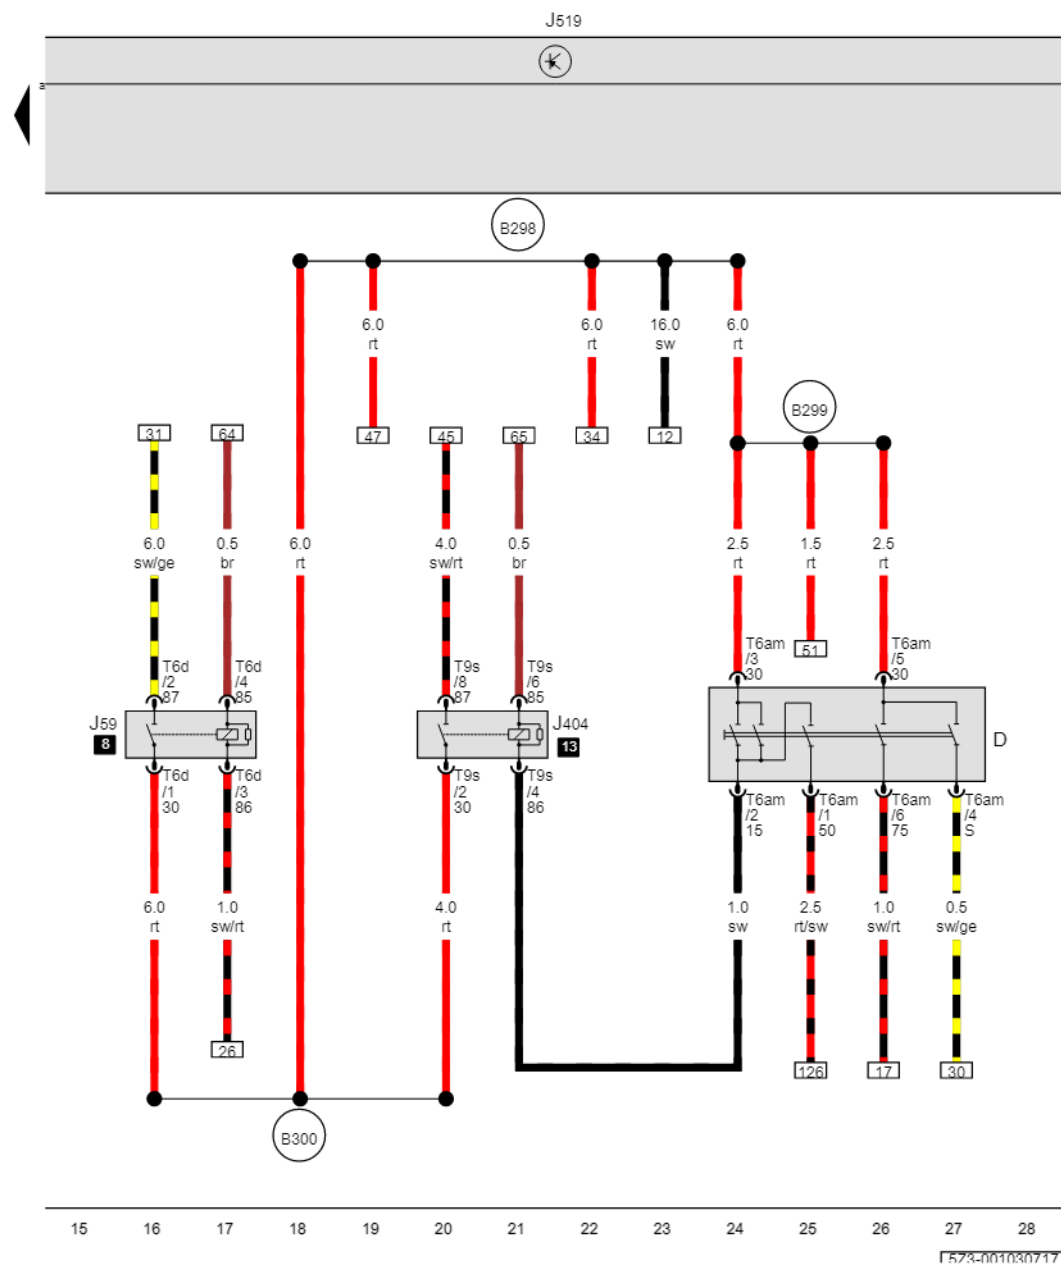 J519
a
B298
6.0
rt
6.0
rt
16.0
sw
6.0
rt
B299
31
64
47
45
65
34
12
6.0
sw/ge
0.5
br
6.0
rt
4.0
sw/rt
0.5
br
2.5
rt
1.5
rt
2.5
rt
51
T6d
/2
87
T6d
/4
85
T9s
/8
87
T9s
/6
85
T6am
/3
30
T6am
/5
30
J59
8
J404
13
D
T6d
/1
30
T6d
/3
86
T9s
/2
30
T9s
/4
86
T6am
/2
15
T6am
/1
50
T6am
/6
75
T6am
/4
S
6.0
rt
1.0
sw/rt
4.0
rt
1.0
sw
2.5
rt/sw
1.0
sw/rt
0.5
sw/ge
26
126
17
30
B300
15 16 17 18 19 20 21 22 23 24 25 26 27 28
5Z3-001030717